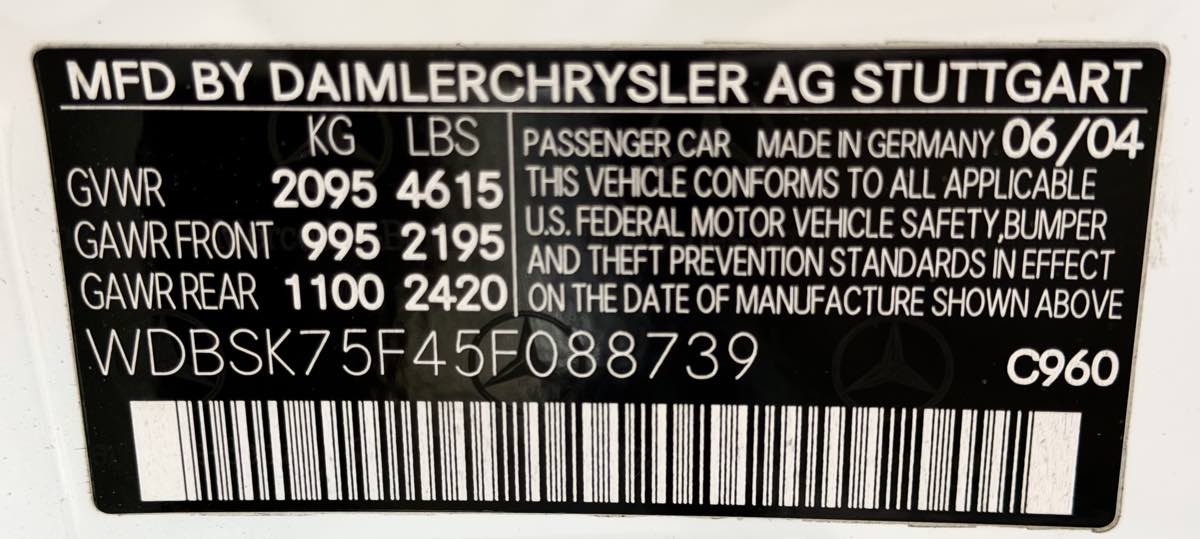 MFD BY DAIMLERCHRYSLER AG STUTTGART
KG LBS
GVWR 2095 4615
GAWR FRONT 995 2195
GAWR REAR 1100 2420
PASSENGER CAR MADE IN GERMANY 06/04
THIS VEHICLE CONFORMS TO ALL APPLICABLE
U.S. FEDERAL MOTOR VEHICLE SAFETY,BUMPER
AND THEFT PREVENTION STANDARDS IN EFFECT
ON THE DATE OF MANUFACTURE SHOWN ABOVE
WDBSK75F45F088739
C960